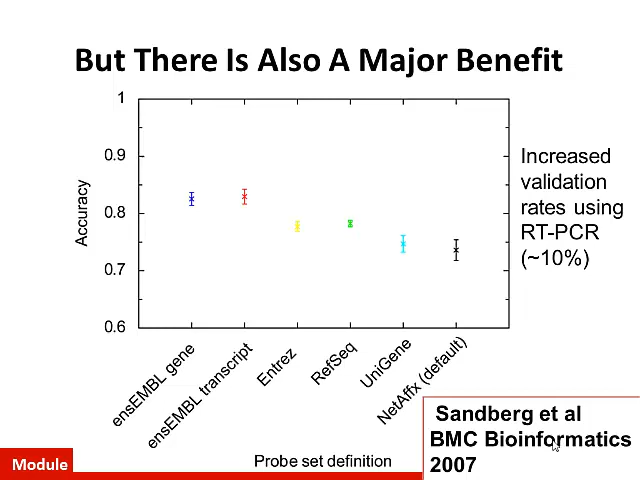 But There Is Also A Major Benefit
1
0.9
0.8
0.7
0.6
Accuracy
ensEMBL gene
ensEMBL transcript
Entrez
RefSeq
UniGene
NetAffx (default)
Probe set definition
Increased
validation
rates using
RT-PCR
(~10%)
Sandberg et al
BMC Bioinformatics
2007
Module